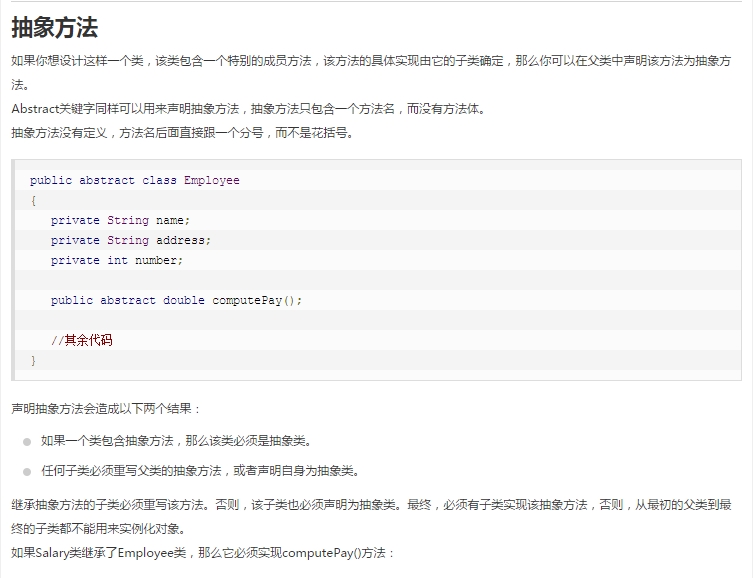 抽象方法
如果你想设计这样一个类，该类包含一个特别的成员方法，该方法的具体实现由它的子类确定，那么你可以在父类中声明该方法为抽象方
法。
Abstract关键字同样可以用来声明抽象方法，抽象方法只包含一个方法名，而没有方法体。
抽象方法没有定义，方法名后面直接跟一个分号，而不是花括号。
public abstract class Employee
{
private String name;
private String address;
private int number;
public abstract double computePay();
//其余代码
}
声明抽象方法会造成以下两个结果：
如果一个类包含抽象方法，那么该类必须是抽象类。
任何子类必须重写父类的抽象方法，或者声明自身为抽象类。
继承抽象方法的子类必须重写该方法。否则，该子类也必须声明为抽象类。最终，必须有子类实现该抽象方法，否则，从最初的父类到最
终的子类都不能用来实例化对象。
如果Salary类继承了Employee类，那么它必须实现computePay()方法：